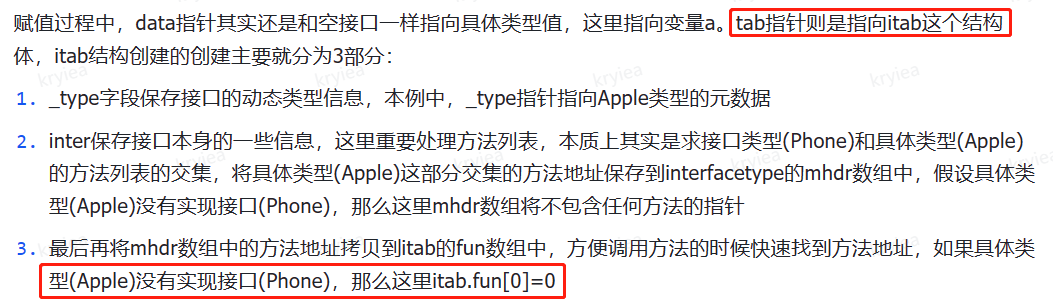 赋值过程中，data指针其实还是和空接口一样指向具体类型值，这里指向变量a。tab指针则是指向itab这个结构
体，itab结构创建的创建主要就分为3部分：
1. _type字段保存接口的动态类型信息，本例中，_type指针指向Apple类型的元数据
2. inter保存接口本身的一些信息，这里重要处理方法列表，本质上其实是求接口类型(Phone)和具体类型(Apple)
的方法列表的交集，将具体类型(Apple)这部分交集的方法地址保存到interfacetype的mhdr数组中，假设具体类
型(Apple)没有实现接口(Phone)，那么这里mhdr数组将不包含任何方法的指针
3. 最后再将mhdr数组中的方法地址拷贝到itab的fun数组中，方便调用方法的时候快速找到方法地址，如果具体类
型(Apple)没有实现接口(Phone)，那么这里itab.fun[0]=0
kryiea
kryiea
kryiea
kryiea
kryiea
kryiea
kryiea
kryiea
kryiea